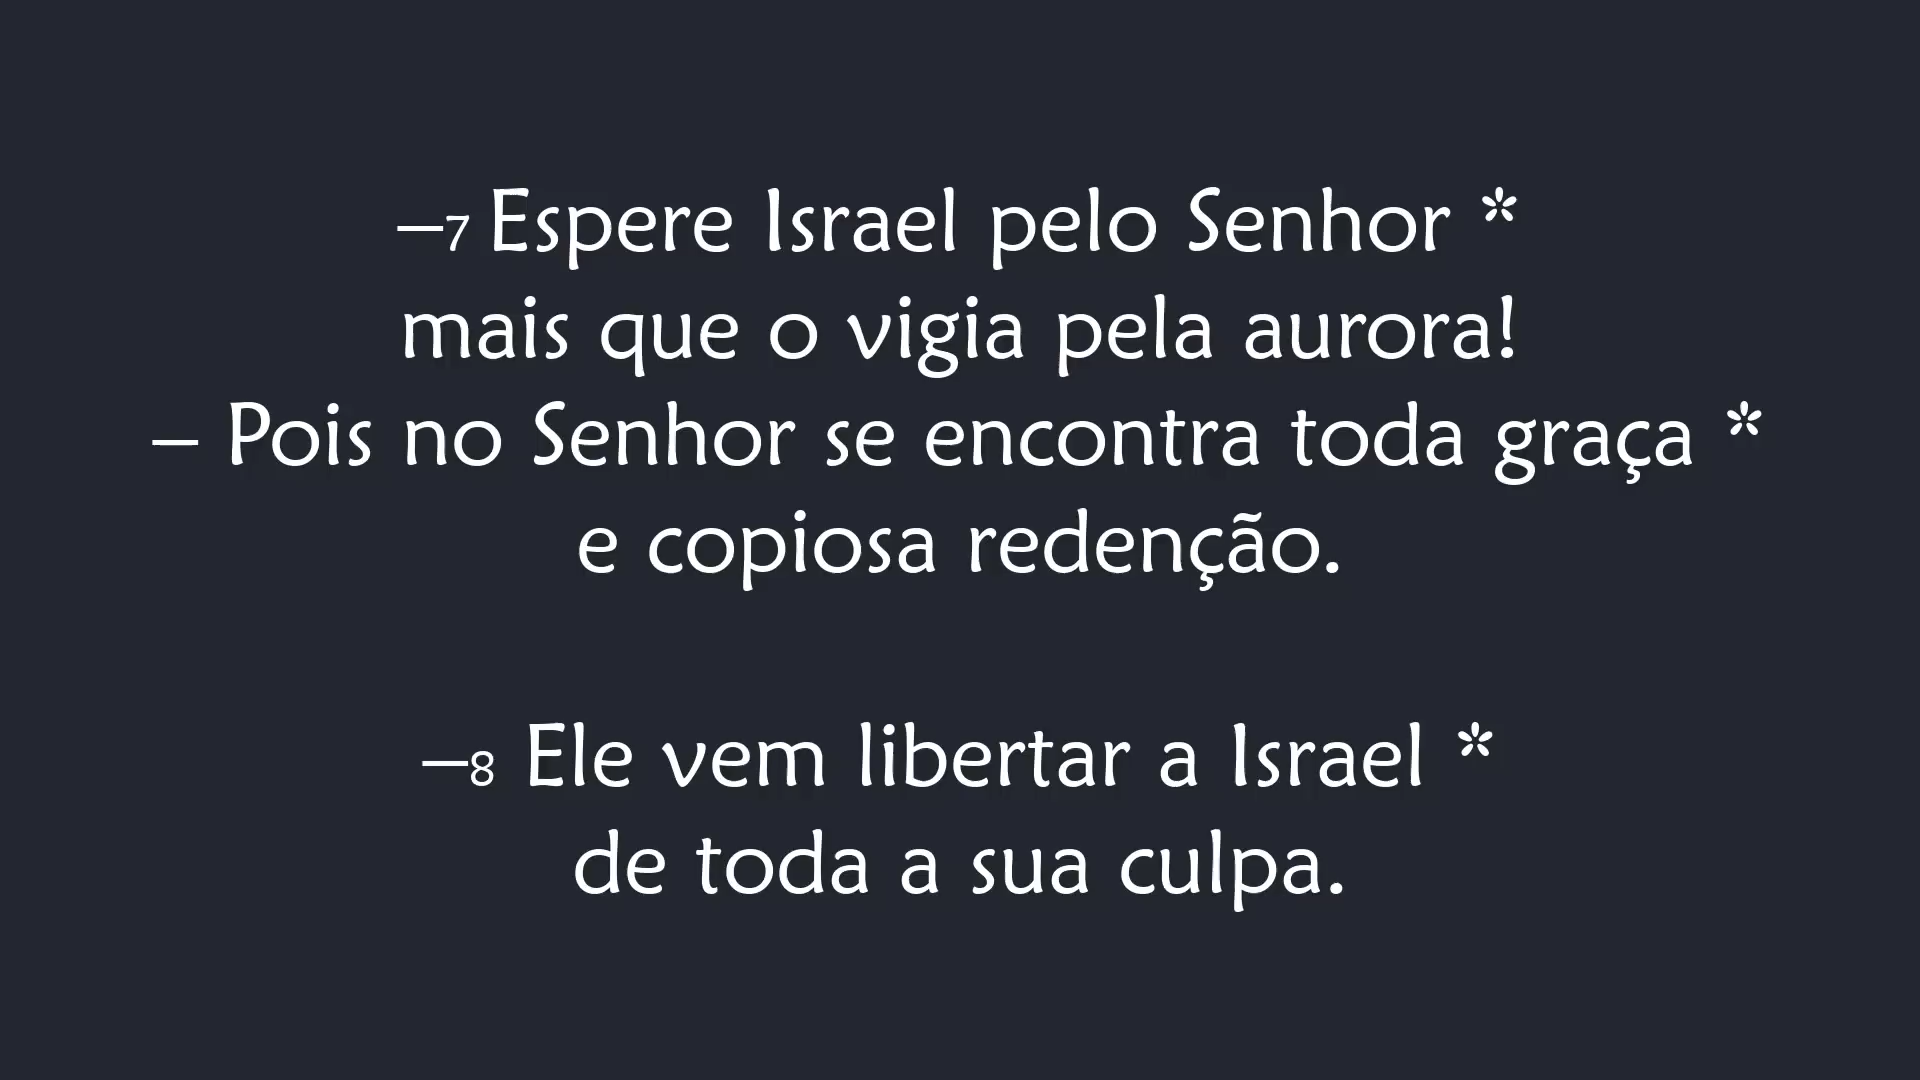 –7 Espere Israel pelo Senhor *
mais que o vigia pela aurora!
– Pois no Senhor se encontra toda graça *
e copiosa redenção.
–8 Ele vem libertar a Israel *
de toda a sua culpa.